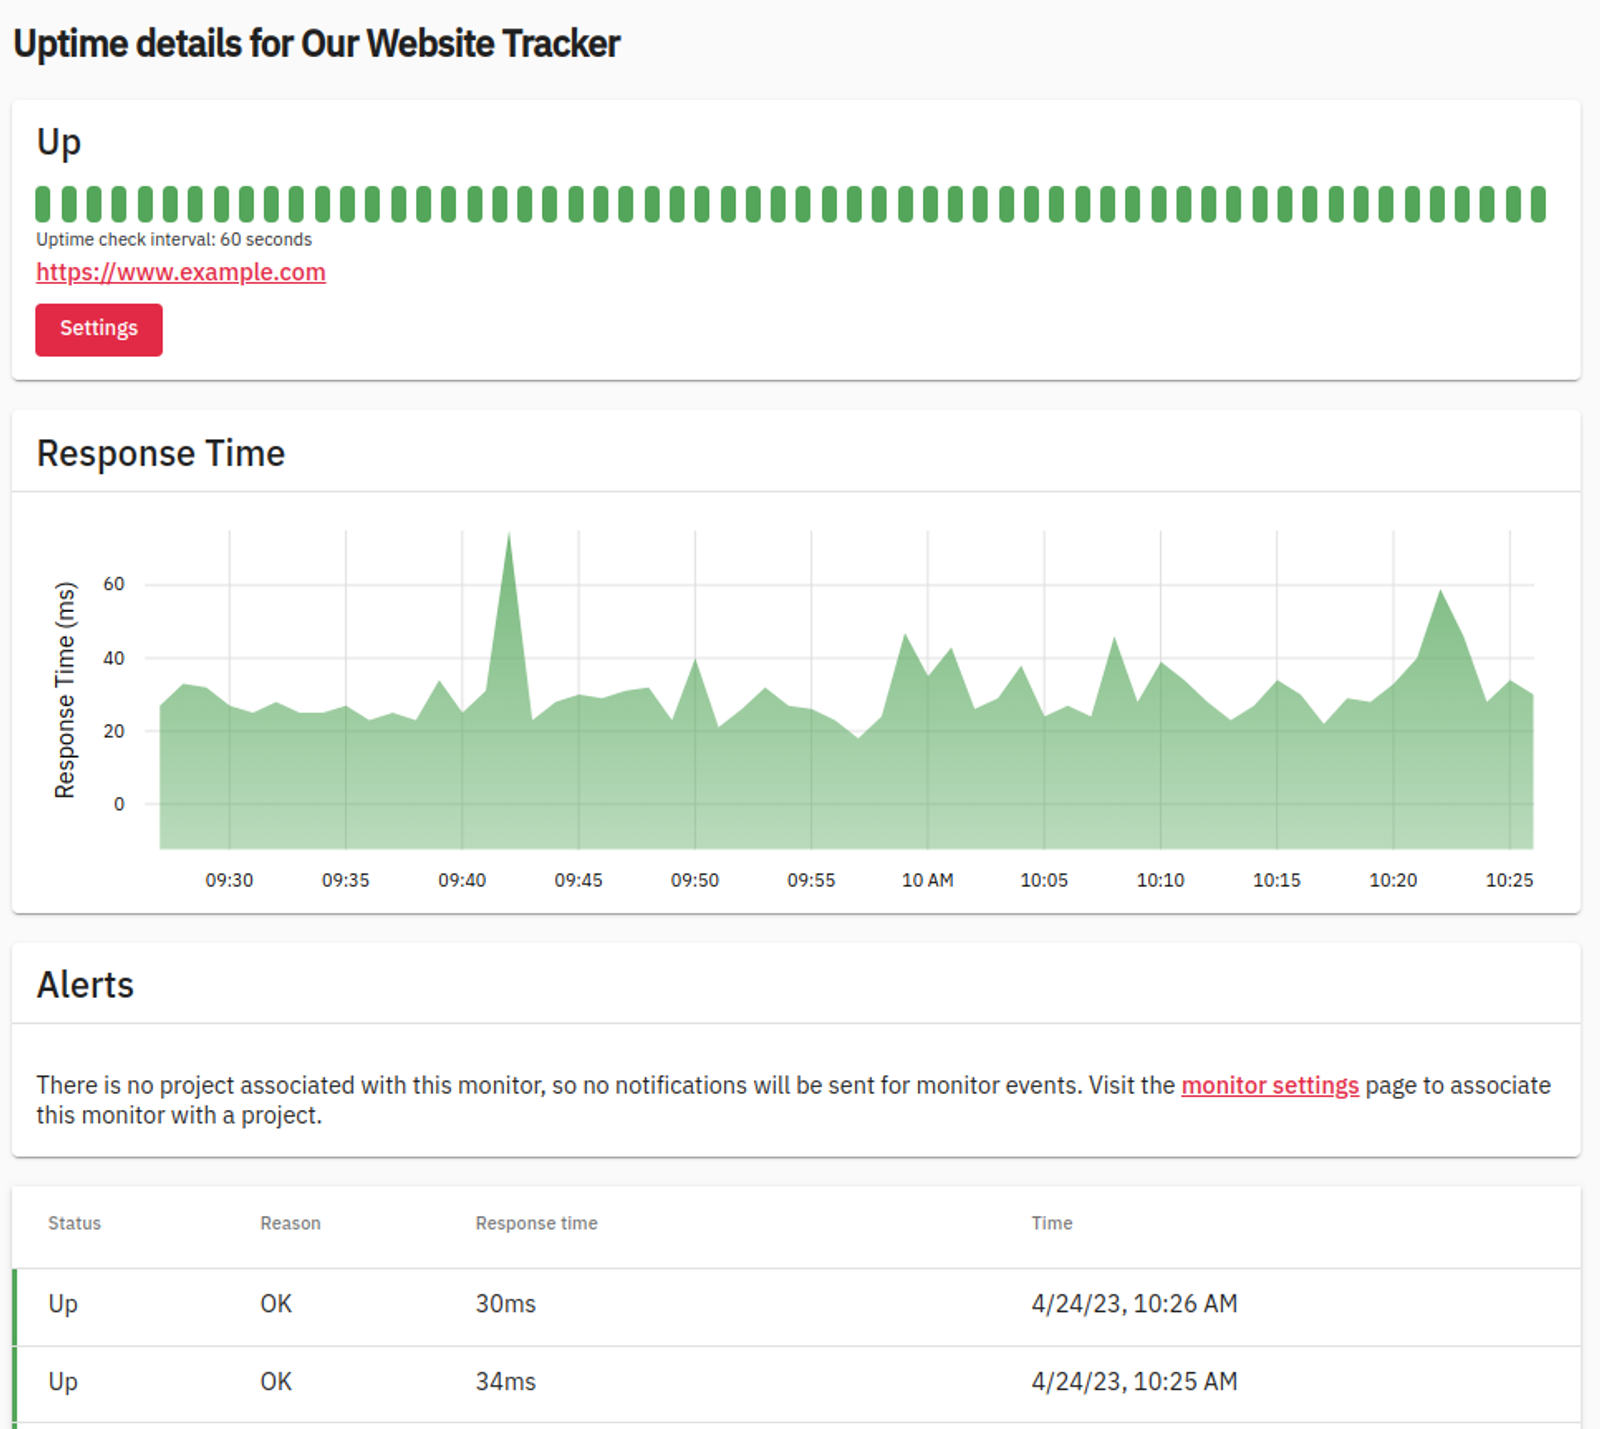 Uptime details for Our Website Tracker
Up
Uptime check interval: 60 seconds
https://www.example.com
Settings
Response Time
Response Time (ms)
60
40
20
0
09:30 09:35 09:40 09:45 09:50 09:55 10 AM 10:05 10:10 10:15 10:20 10:25
Alerts
There is no project associated with this monitor, so no notifications will be sent for monitor events. Visit the monitor settings page to associate
this monitor with a project.
Status Reason Response time Time
Up OK 30ms 4/24/23, 10:26 AM
Up OK 34ms 4/24/23, 10:25 AM